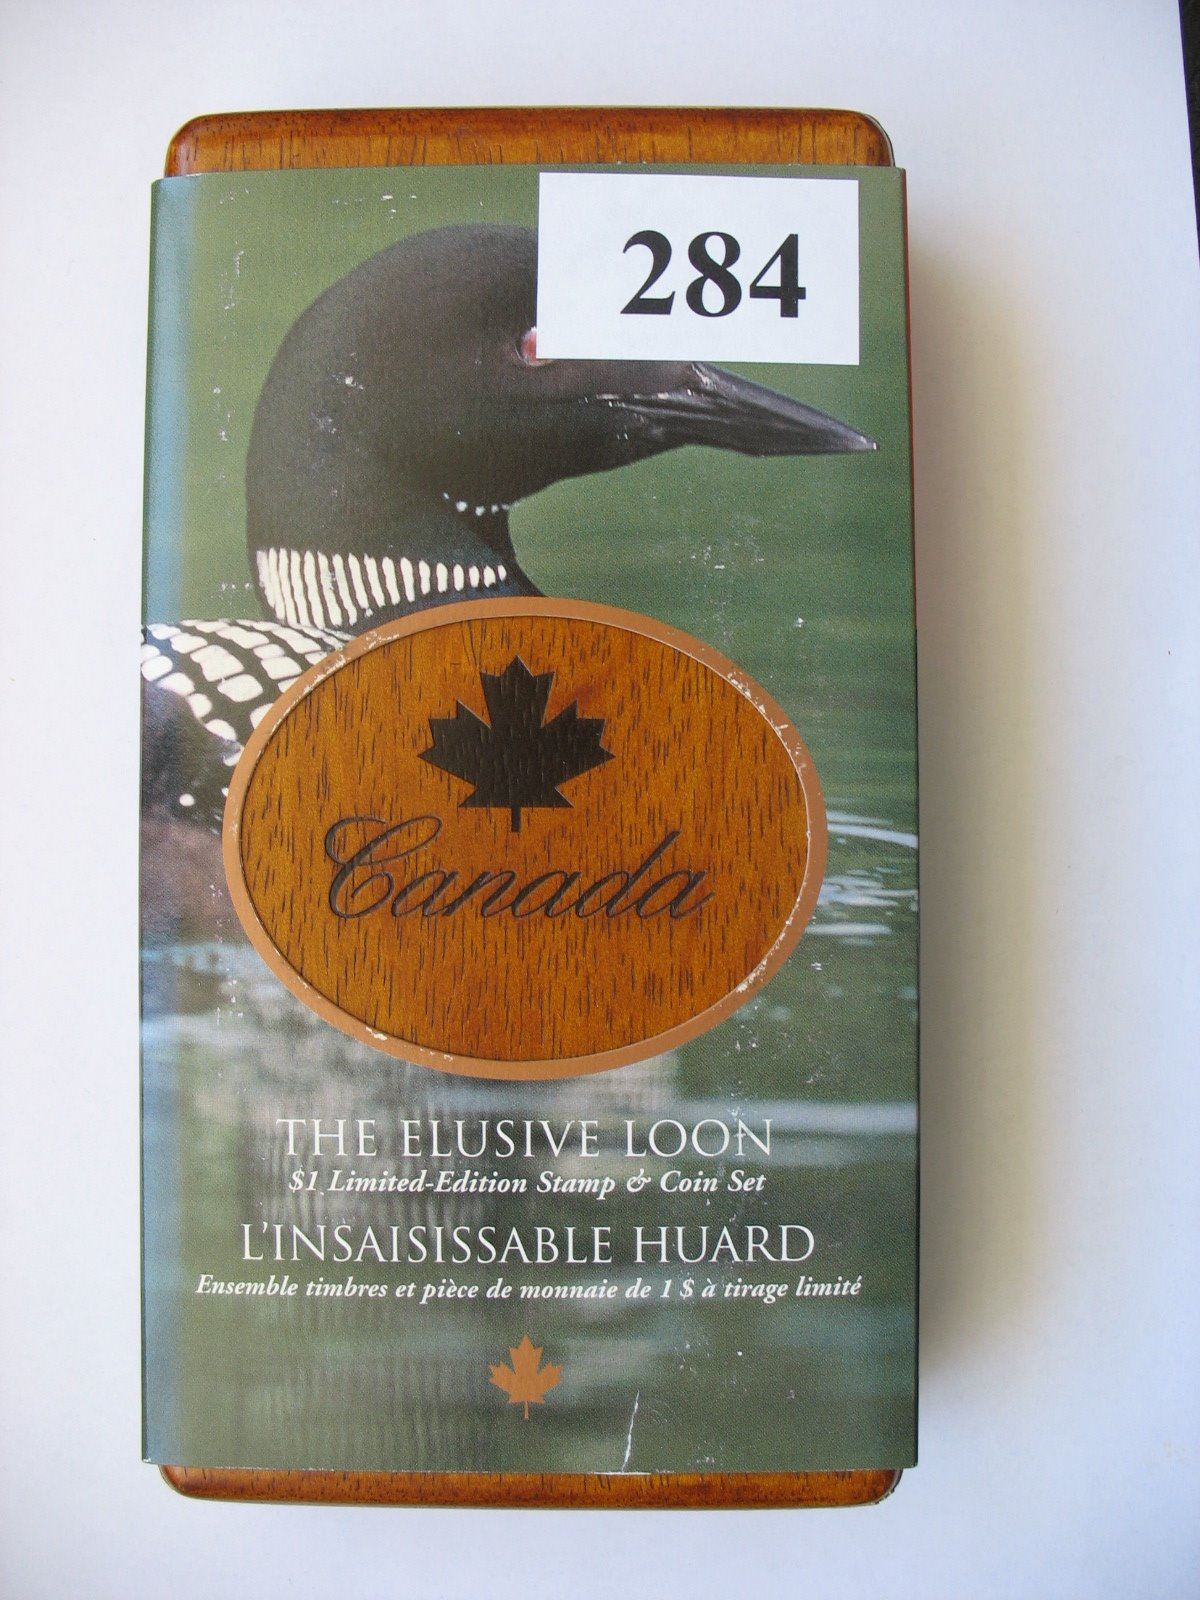 284
Canada
THE ELUSIVE LOON
$1 Limited-Edition Stamp & Coin Set
L'INSAISISSABLE HUARD
Ensemble timbres et pièce de monnaie de 1 $ à tirage limité